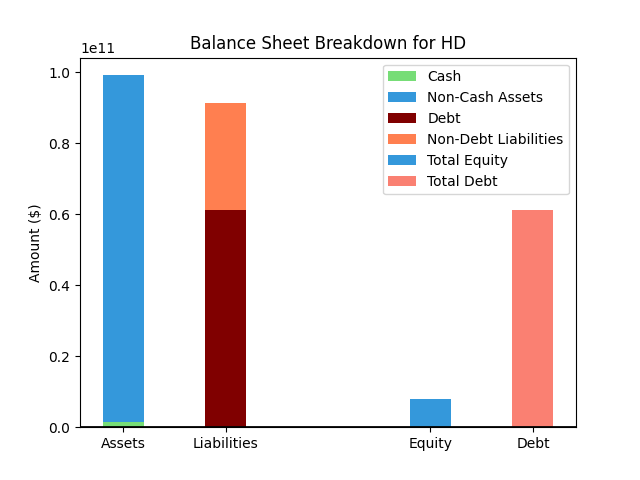 Balance Sheet Breakdown for HD
1e11
1.0
0.8
0.6
0.4
0.2
0.0
Amount ($)
Cash
Non-Cash Assets
Debt
Non-Debt Liabilities
Total Equity
Total Debt
Assets
Liabilities
Equity
Debt